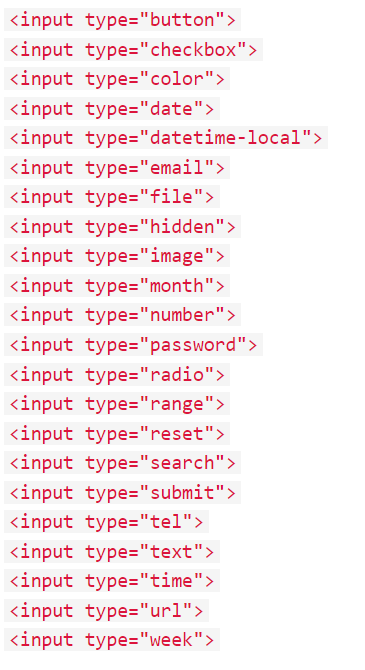 <input type="button">
<input type="checkbox">
<input type="color">
<input type="date">
<input type="datetime-local">
<input type="email">
<input type="file">
<input type="hidden">
<input type="image">
<input type="month">
<input type="number">
<input type="password">
<input type="radio">
<input type="range">
<input type="reset">
<input type="search">
<input type="submit">
<input type="tel">
<input type="text">
<input type="time">
<input type="url">
<input type="week">